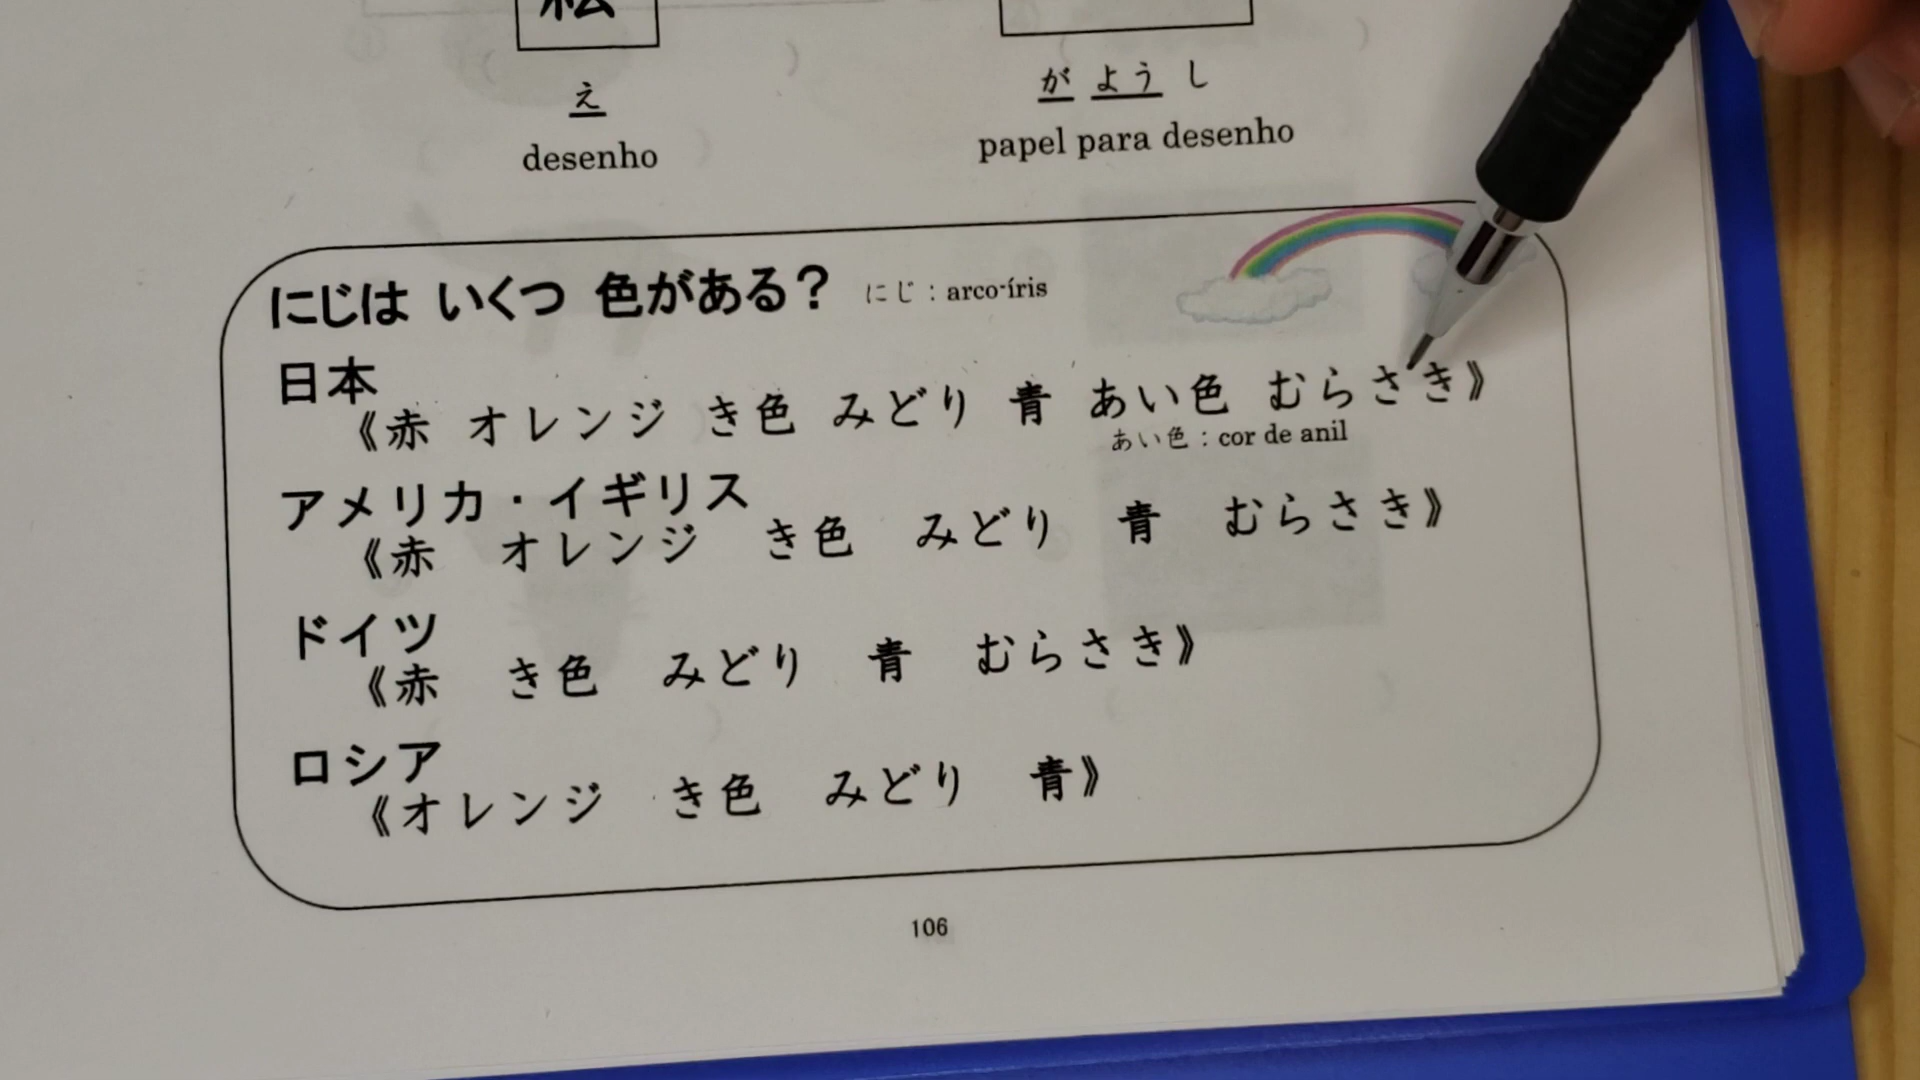 え
が よう し
desenho
papel para desenho
にじは いくつ 色がある? にじ：arco-íris
日本
《赤 オレンジ き色 みどり 青 あい色 むらさき》
あい色：cor de anil
アメリカ・イギリス
《赤 オレンジ き色 みどり 青 むらさき》
ドイツ
《赤 き色 みどり 青 むらさき》
ロシア
《オレンジ き色 みどり 青》
106